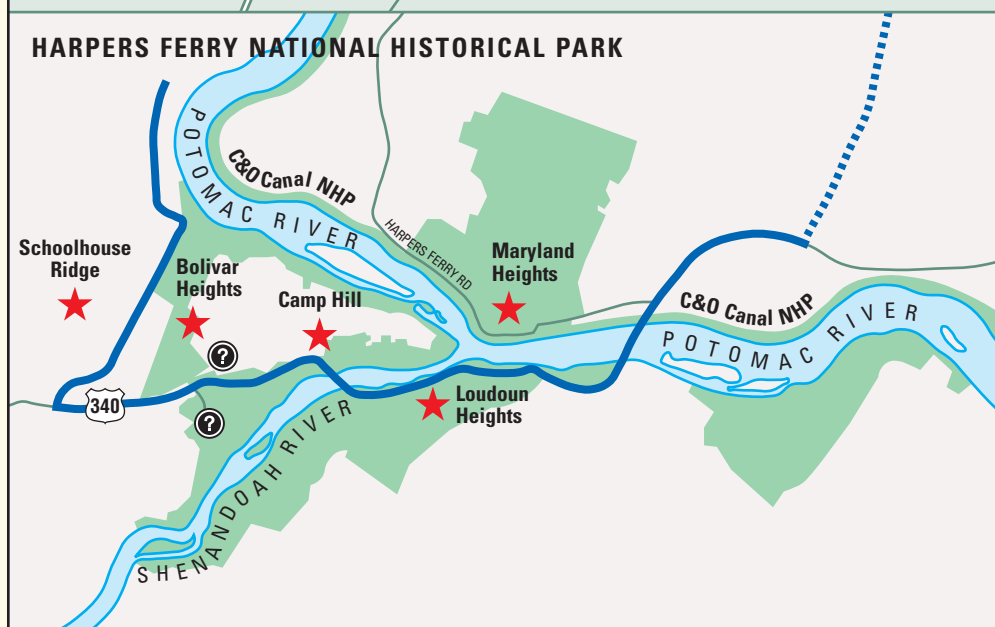 HARPERS FERRY NATIONAL HISTORICAL PARK
POTOMAC RIVER
C&O Canal NHP
HARPERS FERRY RD
Schoolhouse
Ridge
Bolivar
Heights
Camp Hill
Maryland
Heights
C&O Canal NHP
POTOMAC RIVER
?
340
?
Loudoun
Heights
SHENANDOAH RIVER